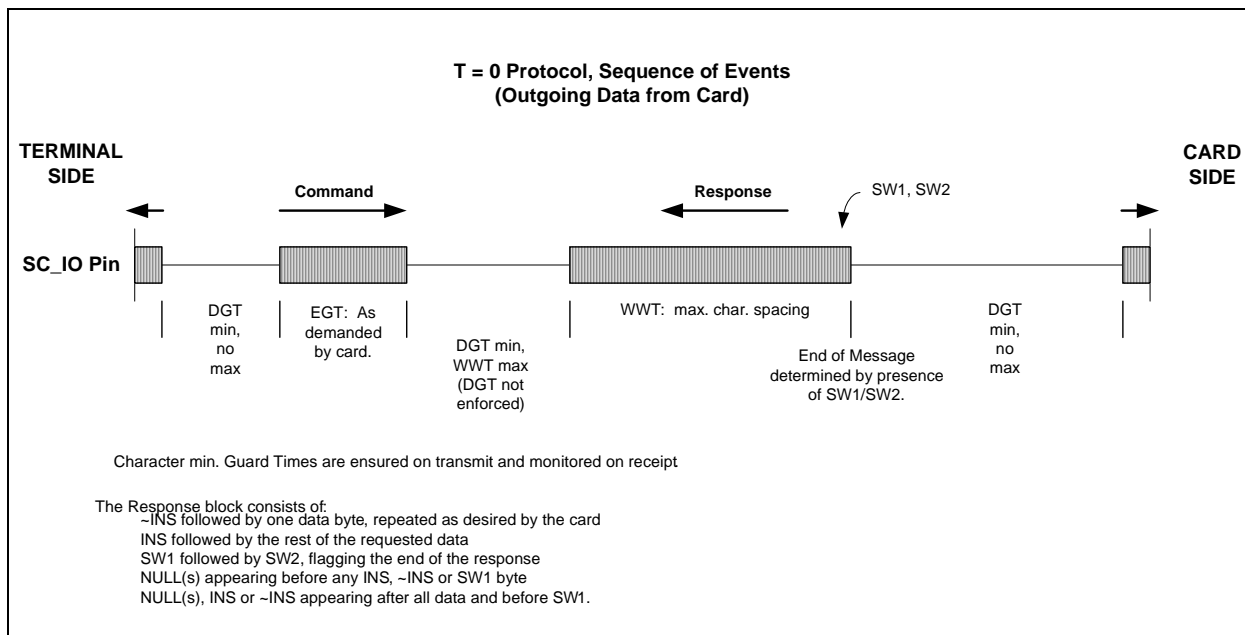 T = 0 Protocol, Sequence of Events
(Outgoing Data from Card)
TERMINAL
SIDE
CARD
SIDE
Command
Response
SW1, SW2
SC_IO Pin
DGT
min,
no
max
EGT: As
demanded
by card.
DGT min,
WWT max
(DGT not
enforced)
WWT: max. char. spacing
End of Message
determined by presence
of SW1/SW2.
DGT
min,
no
max
Character min. Guard Times are ensured on transmit and monitored on receipt.
The Response block consists of:
~INS followed by one data byte, repeated as desired by the card
INS followed by the rest of the requested data
SW1 followed by SW2, flagging the end of the response
NULL(s) appearing before any INS, ~INS or SW1 byte
NULL(s), INS or ~INS appearing after all data and before SW1.